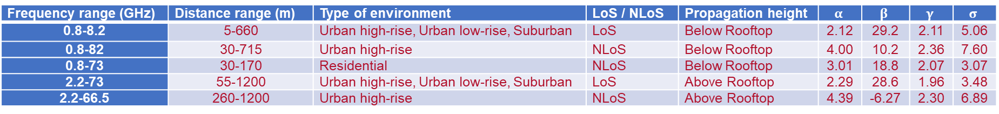 Frequency range (GHz) Distance range (m) Type of environment LoS / NLoS Propagation height α β γ σ
0.8-8.2 5-660 Urban high-rise, Urban low-rise, Suburban LoS Below Rooftop 2.12 29.2 2.11 5.06
0.8-82 30-715 Urban high-rise NLoS Below Rooftop 4.00 10.2 2.36 7.60
0.8-73 30-170 Residential NLoS Below Rooftop 3.01 18.8 2.07 3.07
2.2-73 55-1200 Urban high-rise, Urban low-rise, Suburban LoS Above Rooftop 2.29 28.6 1.96 3.48
2.2-66.5 260-1200 Urban high-rise NLoS Above Rooftop 4.39 -6.27 2.30 6.89